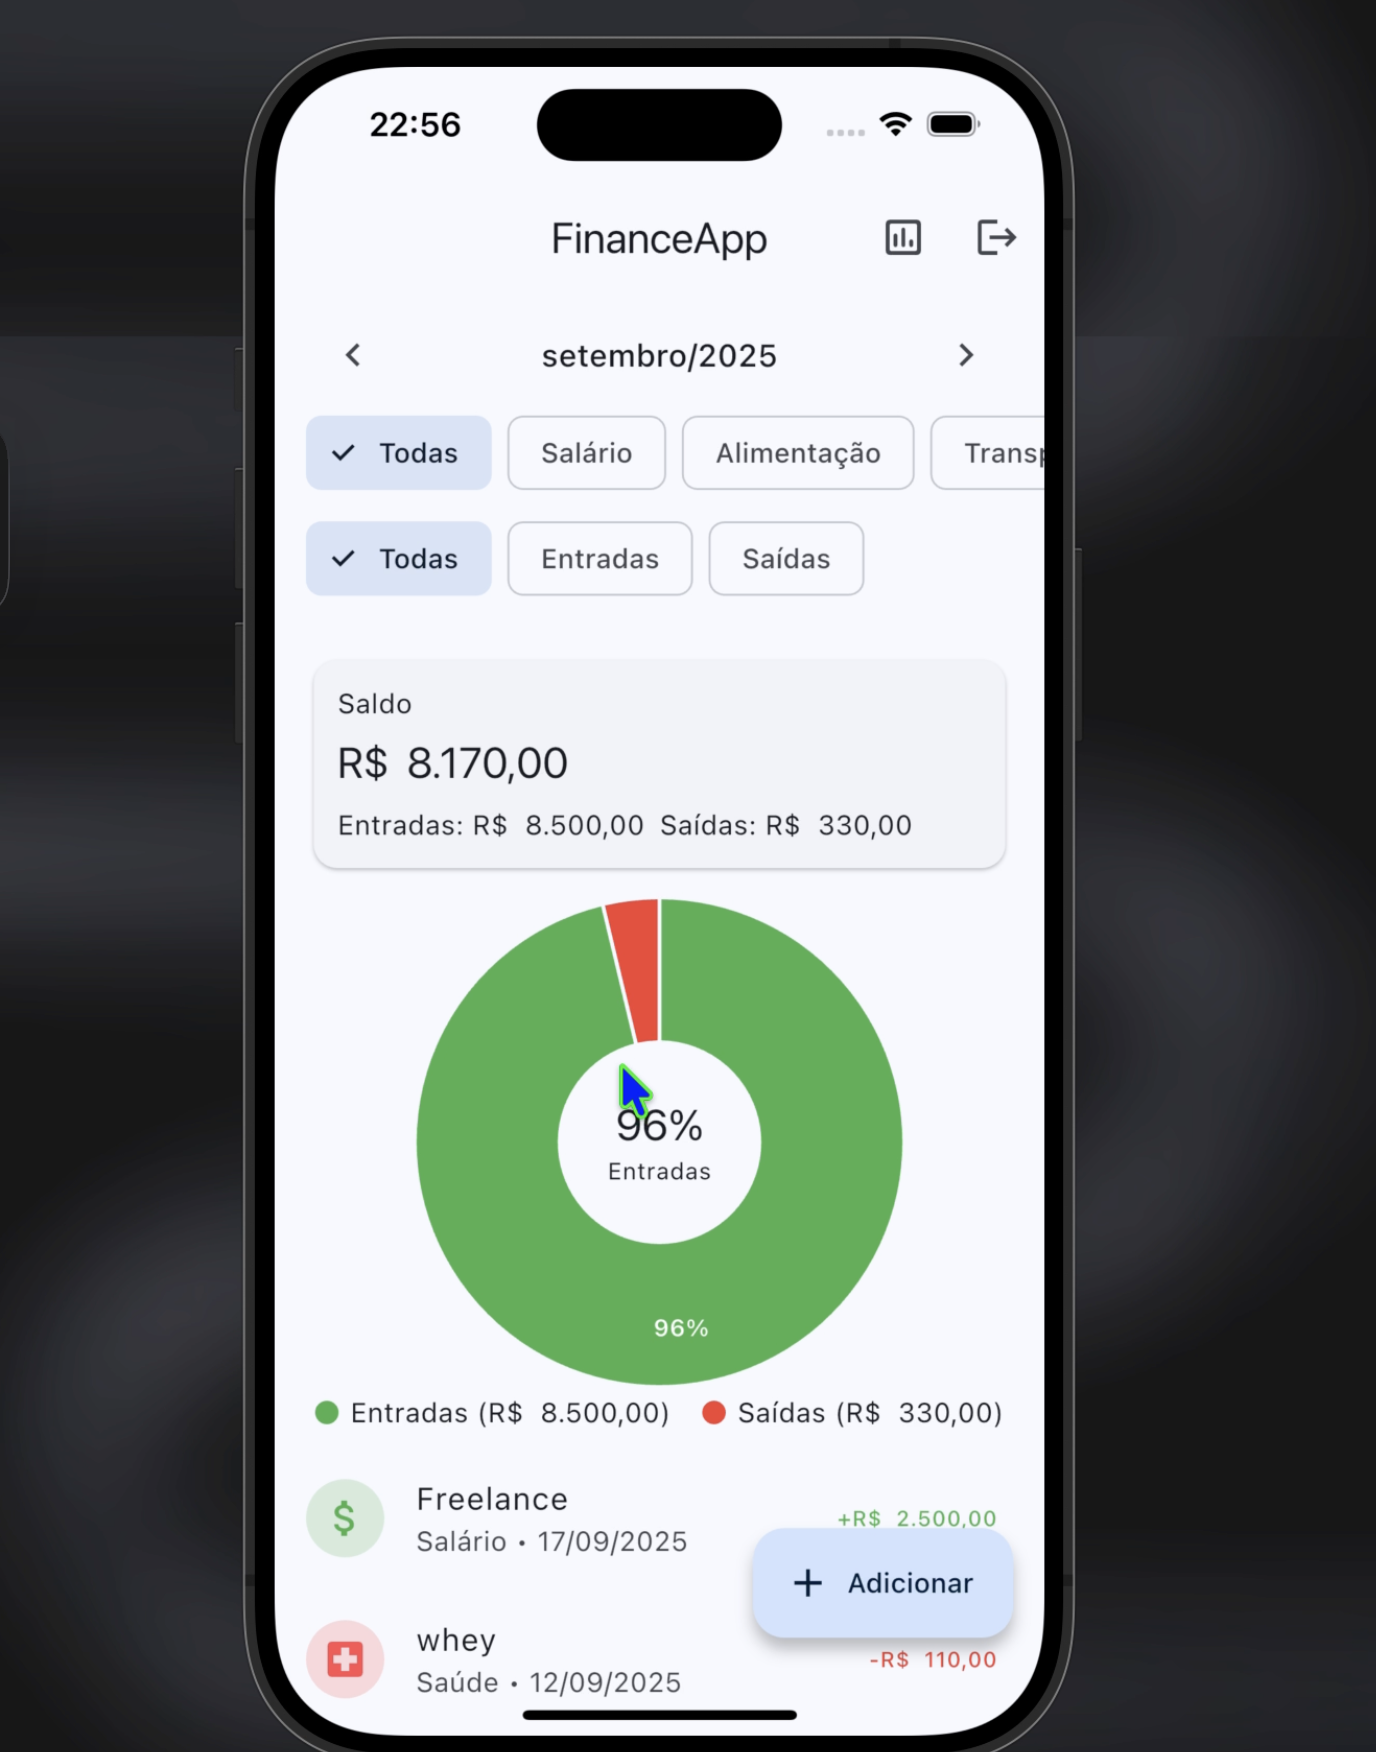 22:56
FinanceApp
setembro/2025
Todas Salário Alimentação
Todas Entradas Saídas
Saldo
R$ 8.170,00
Entradas: R$ 8.500,00 Saídas: R$ 330,00
96%
Entradas
96%
Entradas (R$ 8.500,00) Saídas (R$ 330,00)
Freelance
+R$ 2.500,00
Salário • 17/09/2025
Adicionar
whey
-R$ 110,00
Saúde • 12/09/2025